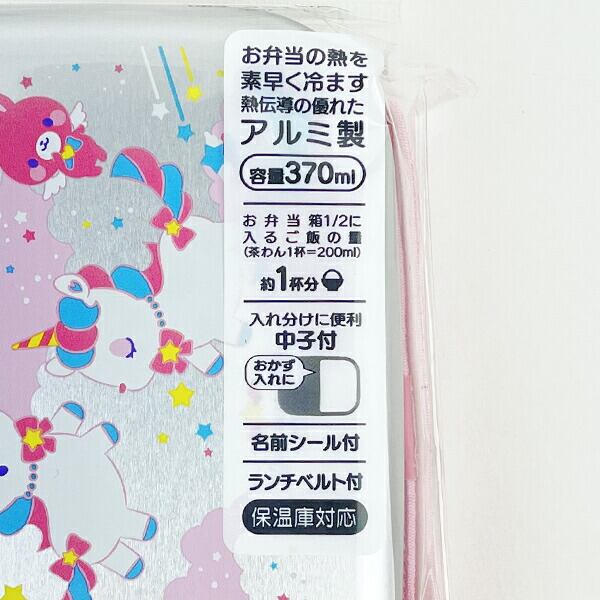 お弁当の熱を
素早く冷ます
熱伝導の優れた
アルミ製
容量370ml
お弁当箱1/2に
入るご飯の量
(茶わん1杯=200ml)
約1杯分
入れ分けに便利
中子付
おかず
入れに
名前シール付
ランチベルト付
保温庫対応